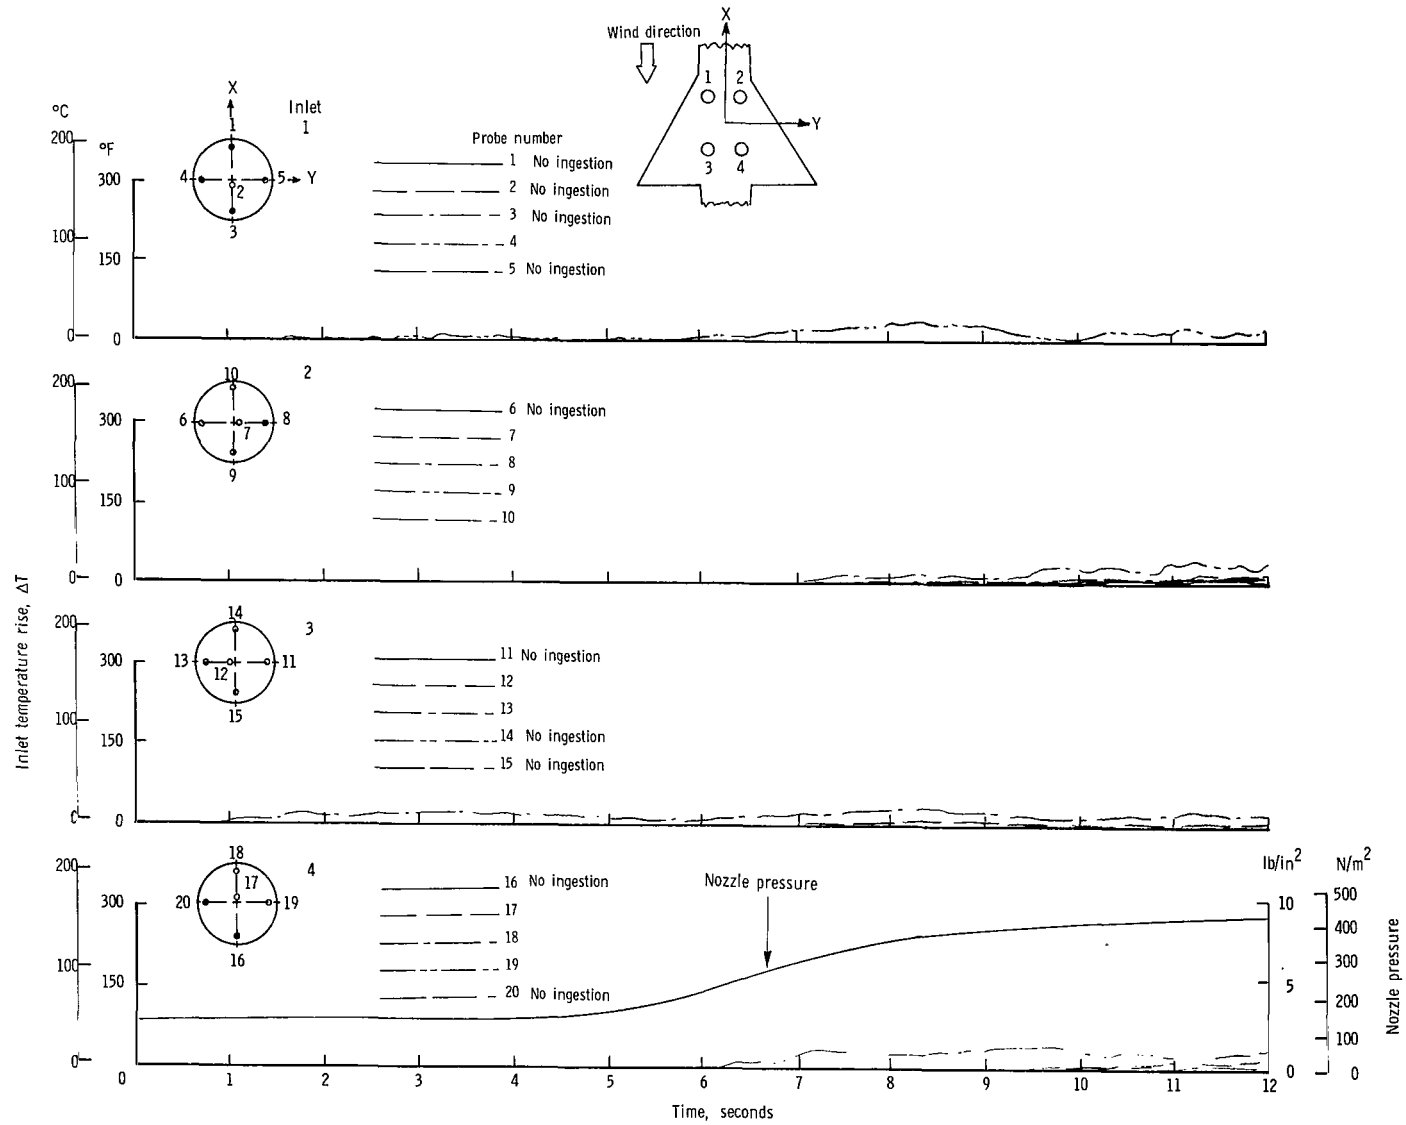 X
Wind direction
1 2
Y
3 4
°C
200
100
0
°F
300
150
0
X
1
4 5 Y
2
3
Inlet
1
Probe number
1 No ingestion
2 No ingestion
3 No ingestion
4
5 No ingestion
200
100
0
300
150
0
10
6 8
7
9
2
6 No ingestion
7
8
9
10
Inlet temperature rise, ΔT
200
100
0
300
150
0
14
13 11
12
15
3
11 No ingestion
12
13
14 No ingestion
15 No ingestion
200
100
0
300
150
18
17
20 19
16
4
16 No ingestion
17
18
19
20 No ingestion
Nozzle pressure
lb/in2
10
5
0
N/m2
500
400
300
200
100
0
Nozzle pressure
0 1 2 3 4 5 6 7 8 9 10 11 12
Time, seconds